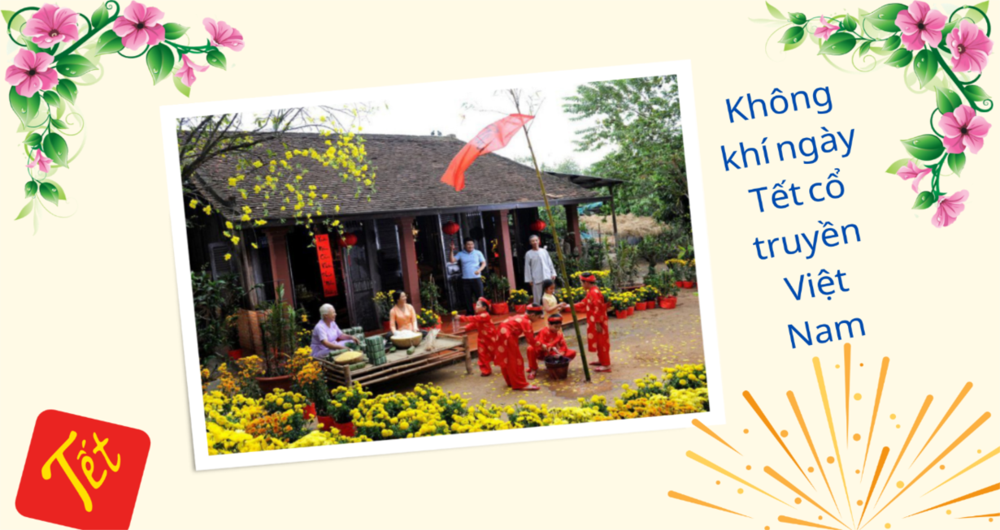 Không
khí ngày
Tết cổ
truyền
Việt
Nam
Tết